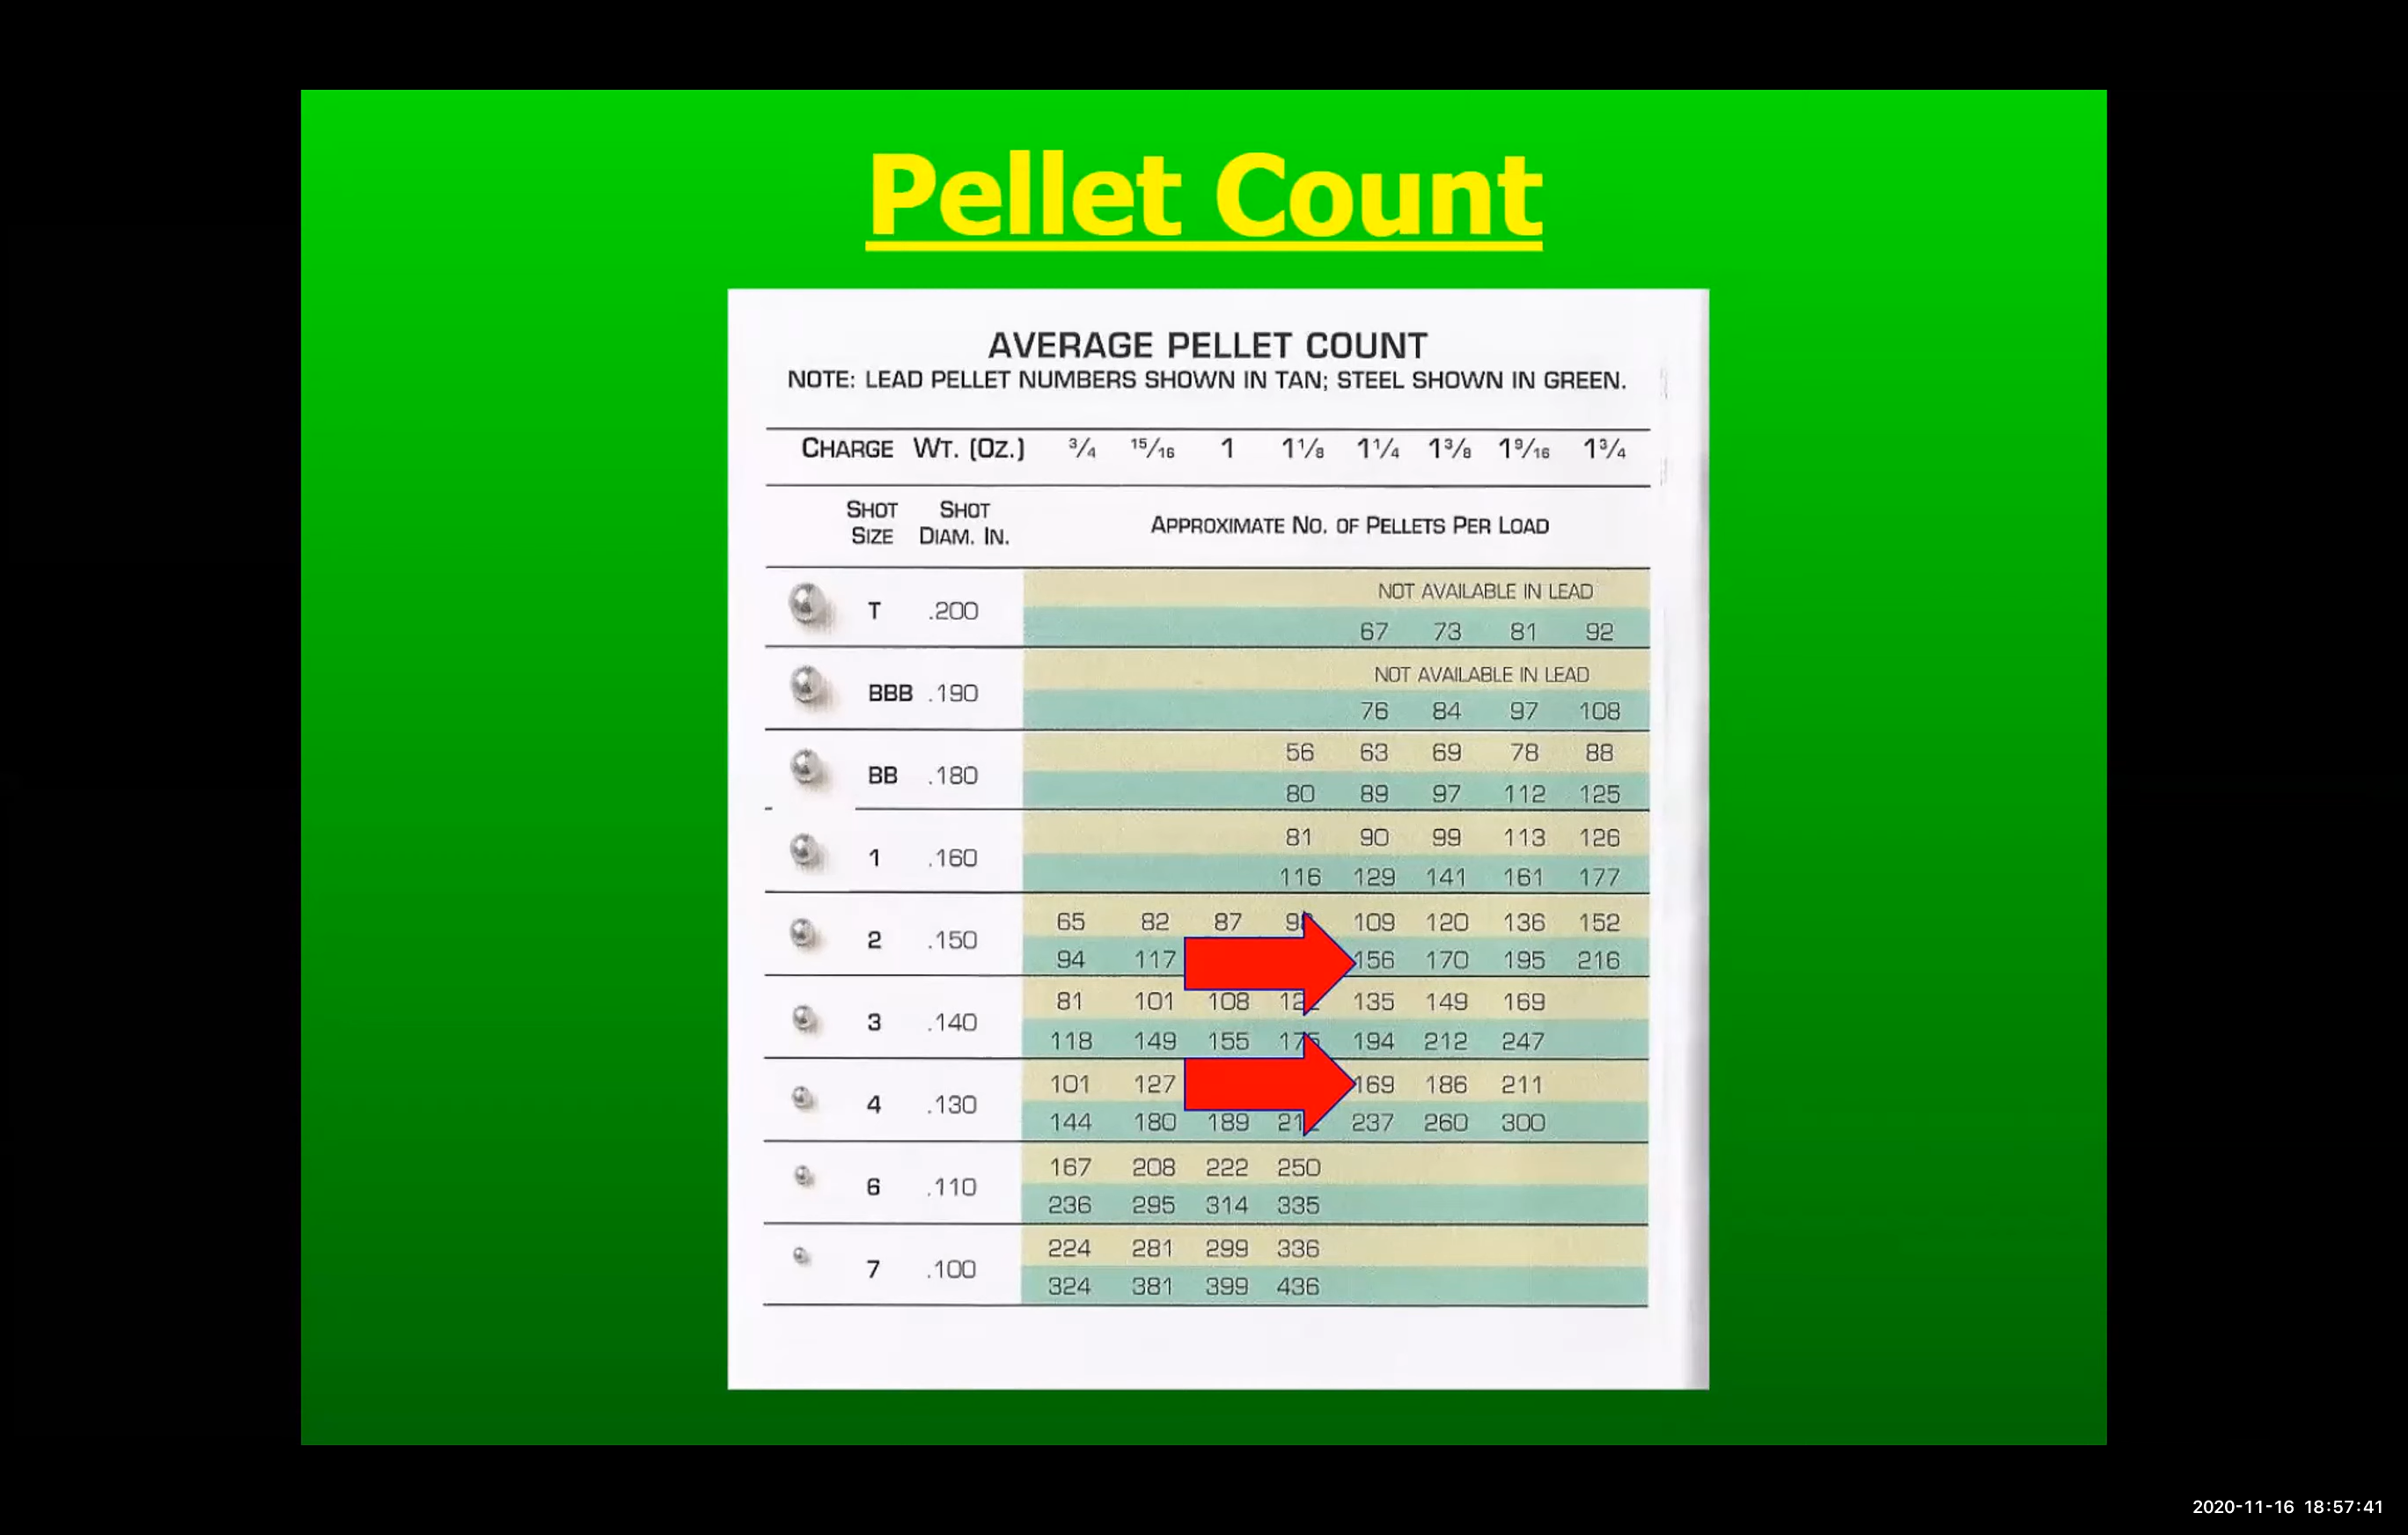 Pellet Count
AVERAGE PELLET COUNT
NOTE: LEAD PELLET NUMBERS SHOWN IN TAN; STEEL SHOWN IN GREEN.
CHARGE WT. (OZ.) 3/4 15/16 1 1 1/8 1 1/4 1 3/8 1 9/16 1 3/4
SHOT SIZE SHOT DIAM. IN. APPROXIMATE NO. OF PELLETS PER LOAD
NOT AVAILABLE IN LEAD
T .200
67 73 81 92
NOT AVAILABLE IN LEAD
BBB .190
76 84 97 108
56 63 69 78 88
BB .180
80 89 97 112 125
81 90 99 113 126
1 .160
116 129 141 161 177
65 82 87 109 120 136 152
2 .150
94 117 156 170 195 216
81 101 108 135 149 169
3 .140
118 149 155 194 212 247
101 127 169 186 211
4 .130
144 180 189 237 260 300
167 208 222 250
6 .110
236 295 314 335
224 281 299 336
7 .100
324 381 399 436
2020-11-16 18:57:41